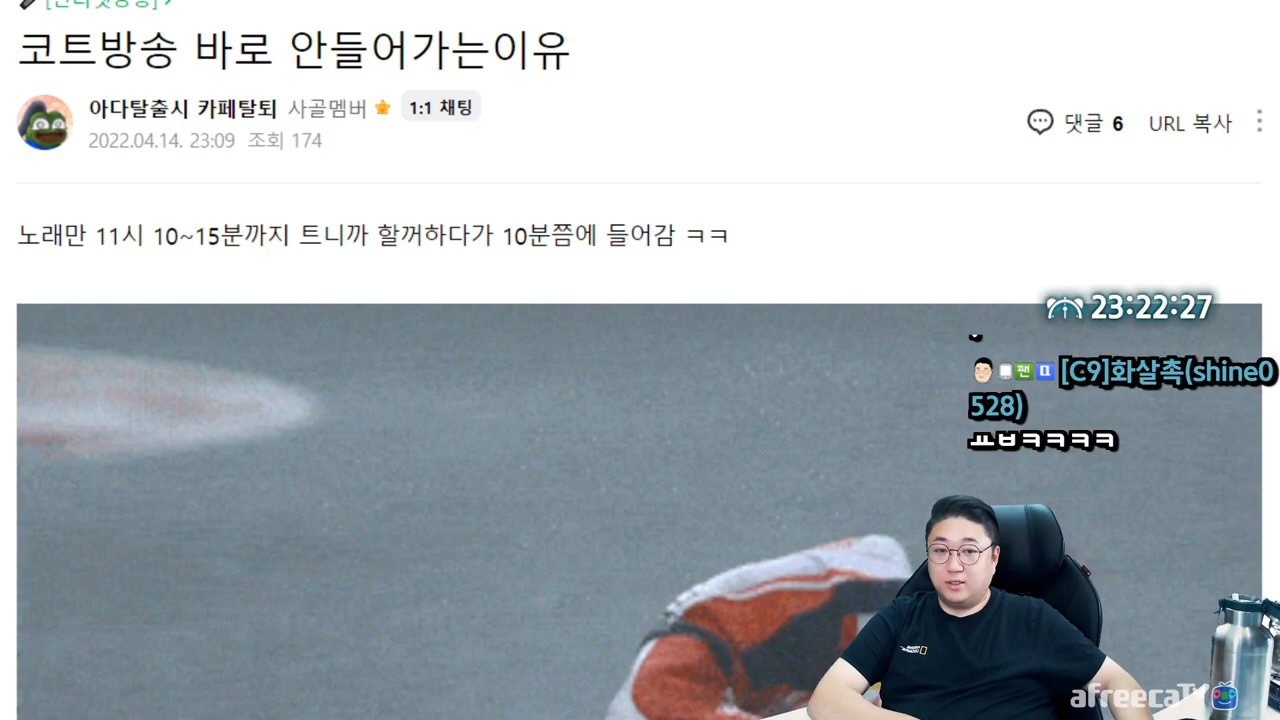 코트방송 바로 안들어가는이유
아다탈출시 카페탈퇴 사골멤버 1:1 채팅
2022.04.14. 23:09 조회 174
댓글 6 URL 복사
노래만 11시 10~15분까지 트니까 할꺼하다가 10분쯤에 들어감 ㅋㅋ
23:22:27
팬 [C9]화살촉(shine0
528)
ㅛㅂㅋㅋㅋㅋ
afreecaTV